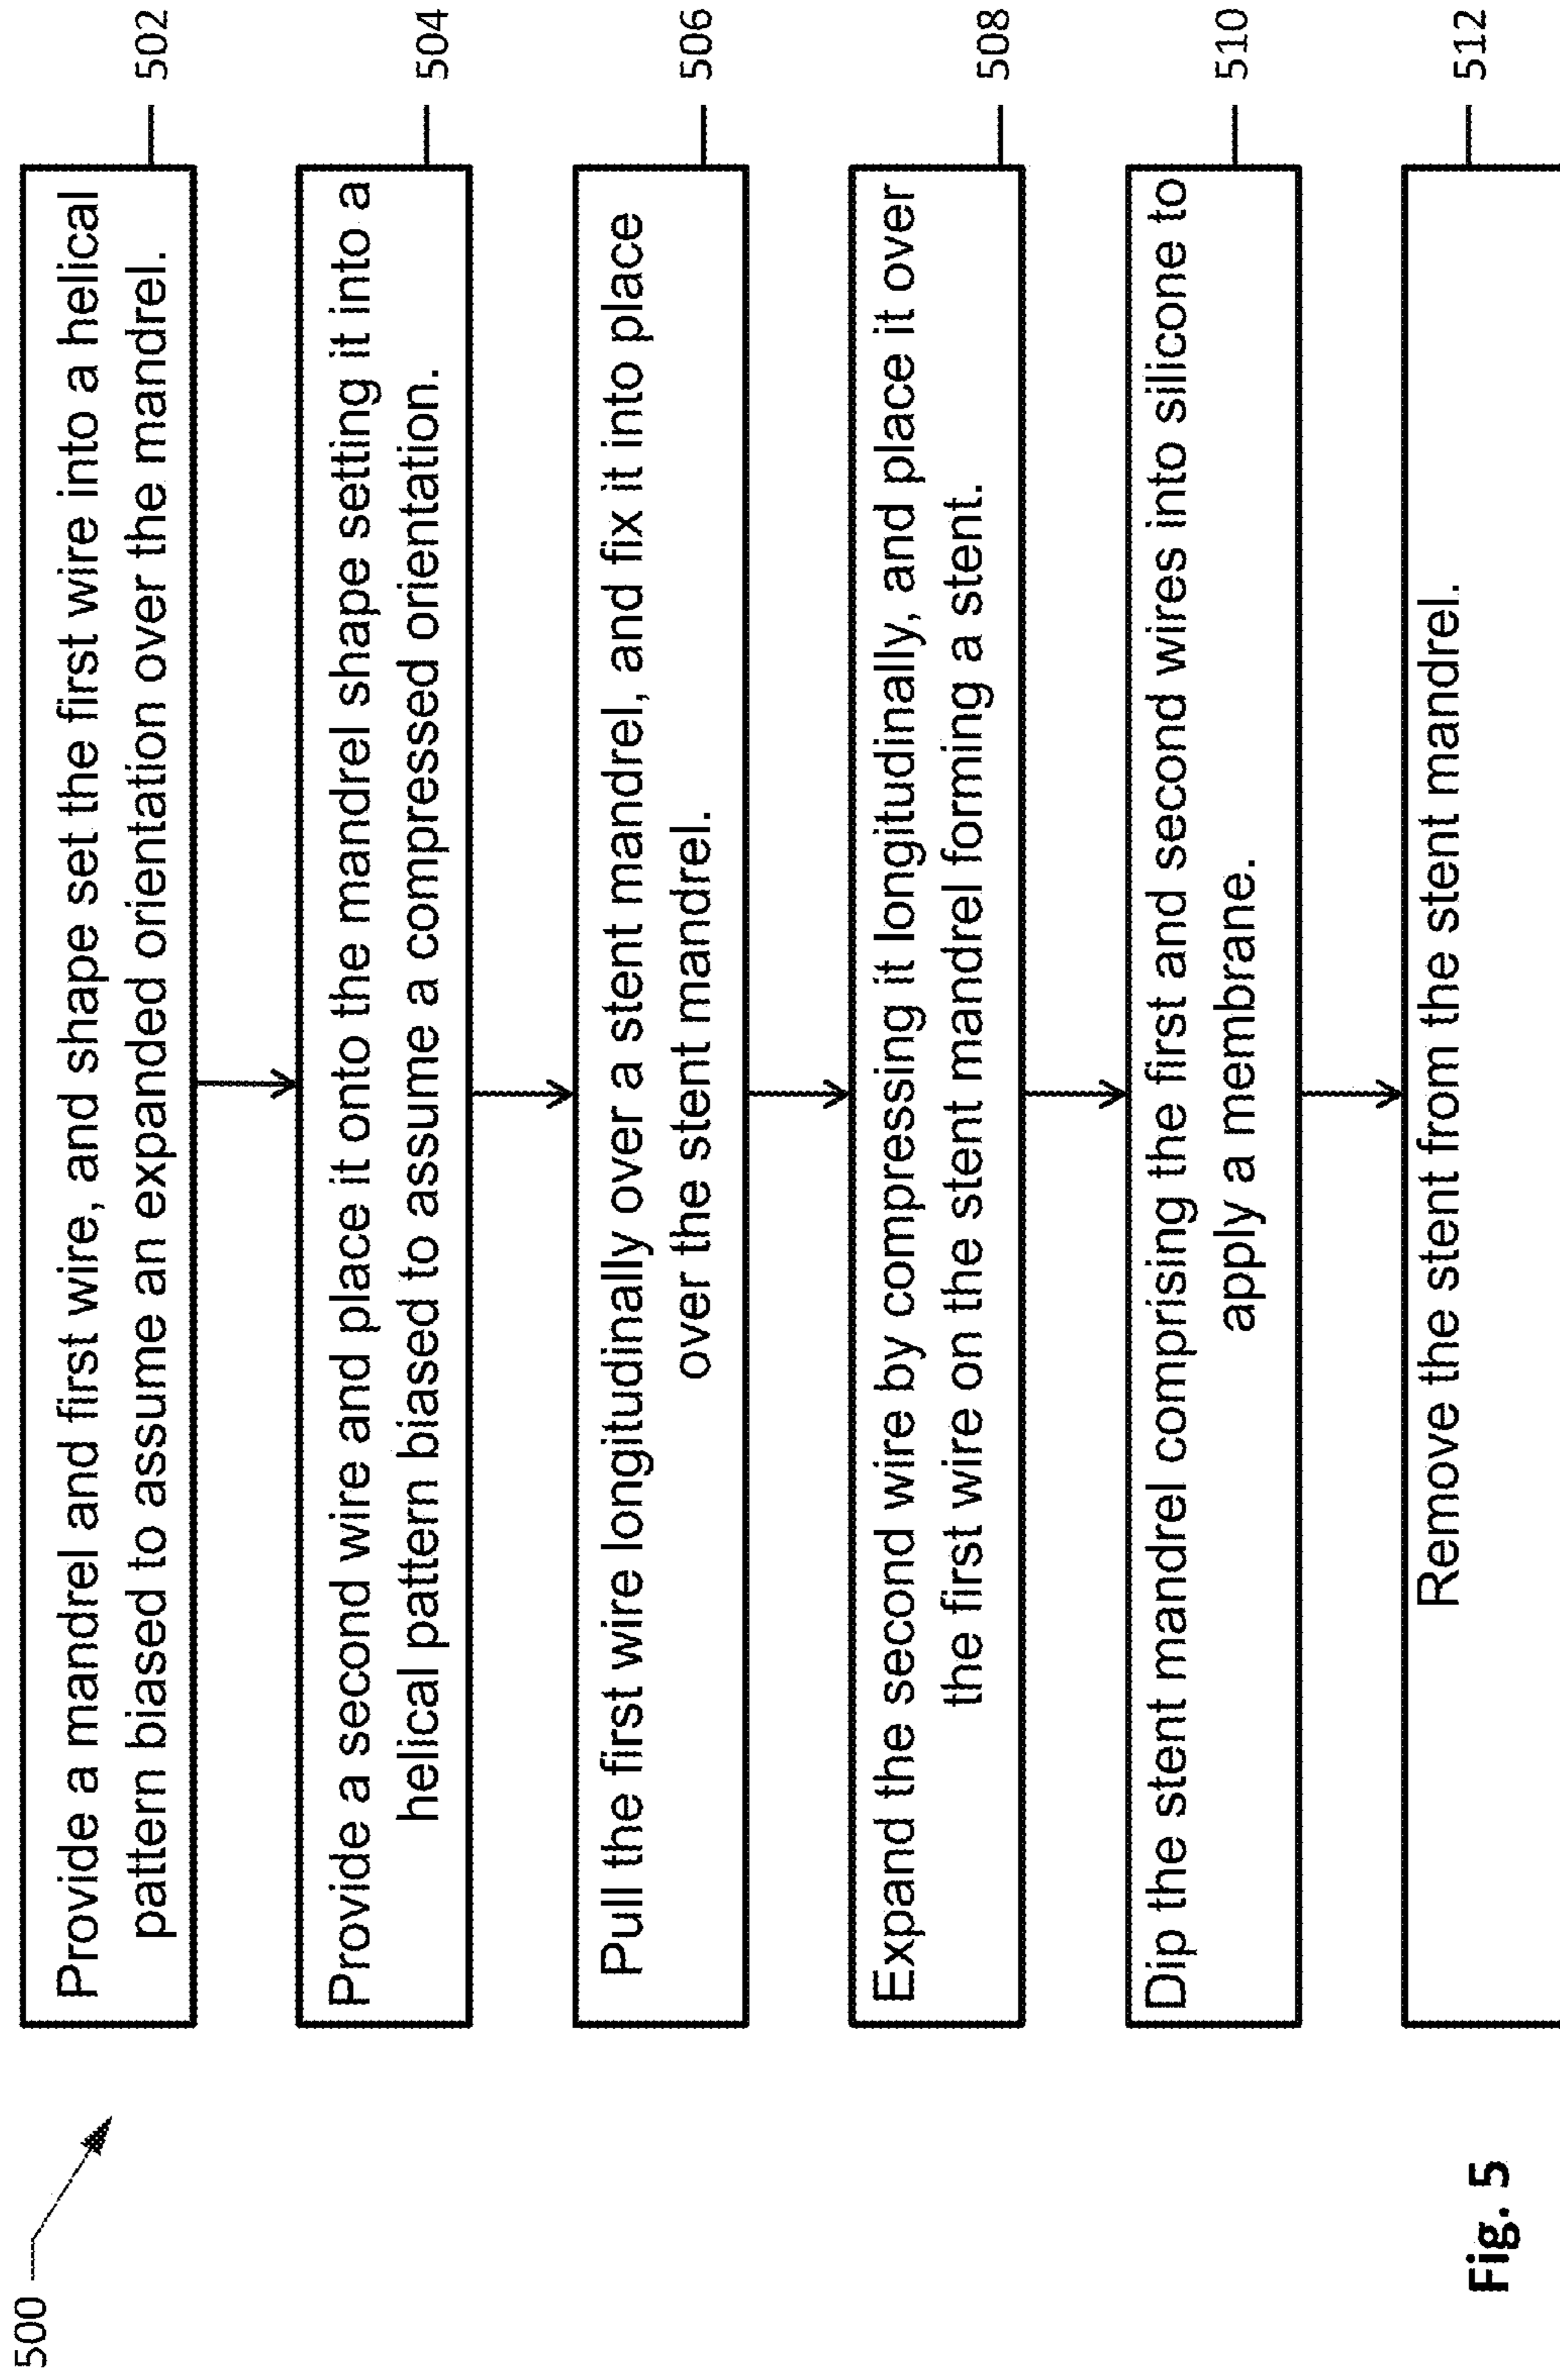 500
Provide a mandrel and first wire, and shape set the first wire into a helical
pattern biased to assume an expanded orientation over the mandrel.
502
Provide a second wire and place it onto the mandrel shape setting it into a
helical pattern biased to assume a compressed orientation.
504
Pull the first wire longitudinally over a stent mandrel, and fix it into place
over the stent mandrel.
506
Expand the second wire by compressing it longitudinally, and place it over
the first wire on the stent mandrel forming a stent.
508
Dip the stent mandrel comprising the first and second wires into silicone to
apply a membrane.
510
Remove the stent from the stent mandrel.
512
Fig. 5